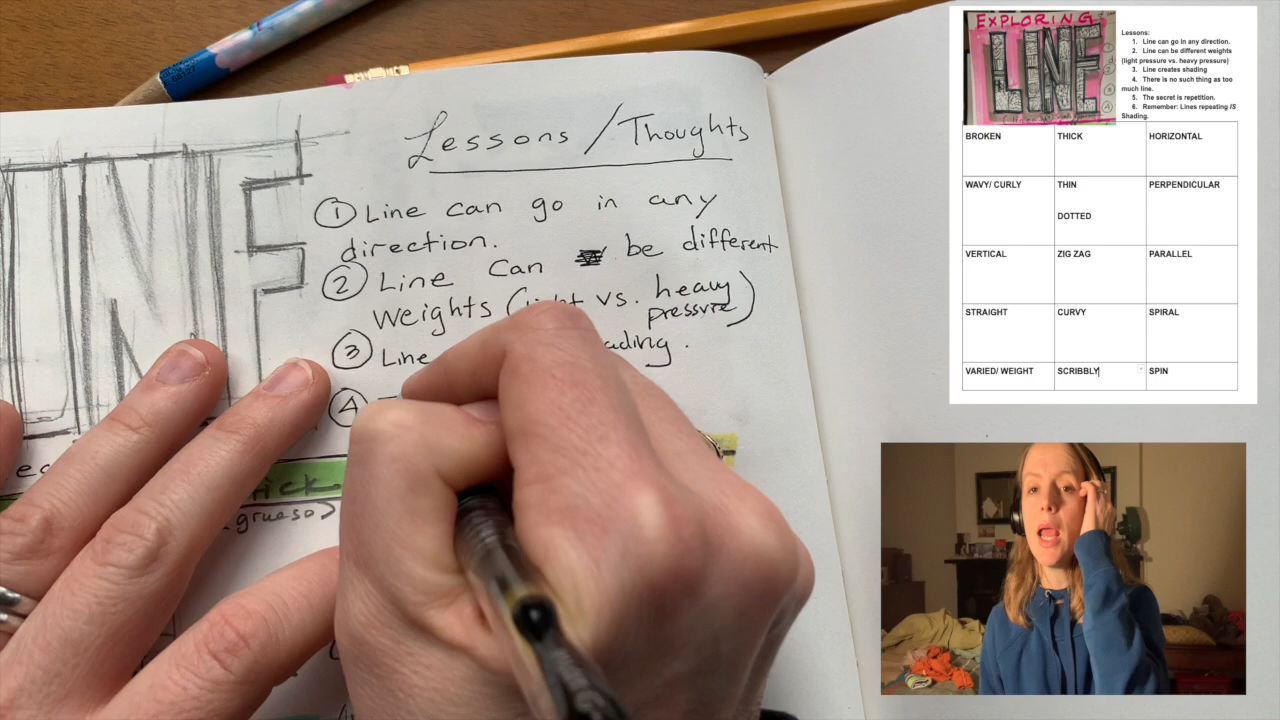 Lessons / Thoughts
① Line can go in any
direction.
② Line can be different
weights ( vs. heavy
pressure)
③ Line
④
rick
(grueso)
EXPLORING
LINE
Lessons:
1. Line can go in any direction.
2. Line can be different weights
(light pressure vs. heavy pressure)
3. Line creates shading
4. There is no such thing as too
much line.
5. The secret is repetition.
6. Remember: Lines repeating IS
Shading.
BROKEN THICK HORIZONTAL
WAVY/ CURLY THIN PERPENDICULAR
DOTTED
VERTICAL ZIG ZAG PARALLEL
STRAIGHT CURVY SPIRAL
VARIED/ WEIGHT SCRIBBLY SPIN